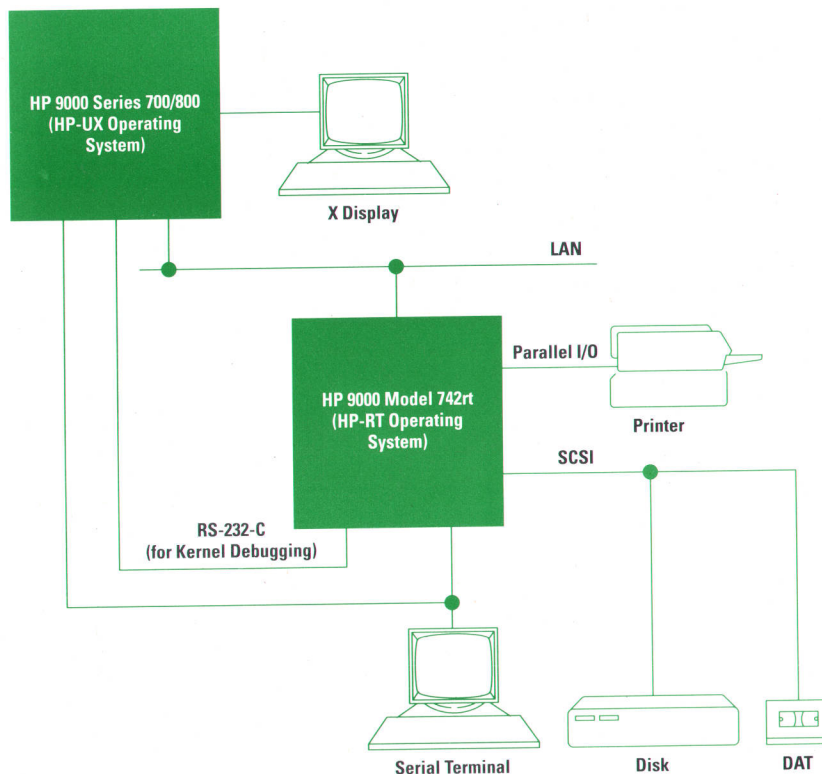 HP 9000 Series 700/800
(HP-UX Operating
System)
X Display
LAN
HP 9000 Model 742rt
(HP-RT Operating
System)
Parallel I/O
Printer
SCSI
RS-232-C
(for Kernel Debugging)
Serial Terminal
Disk
DAT